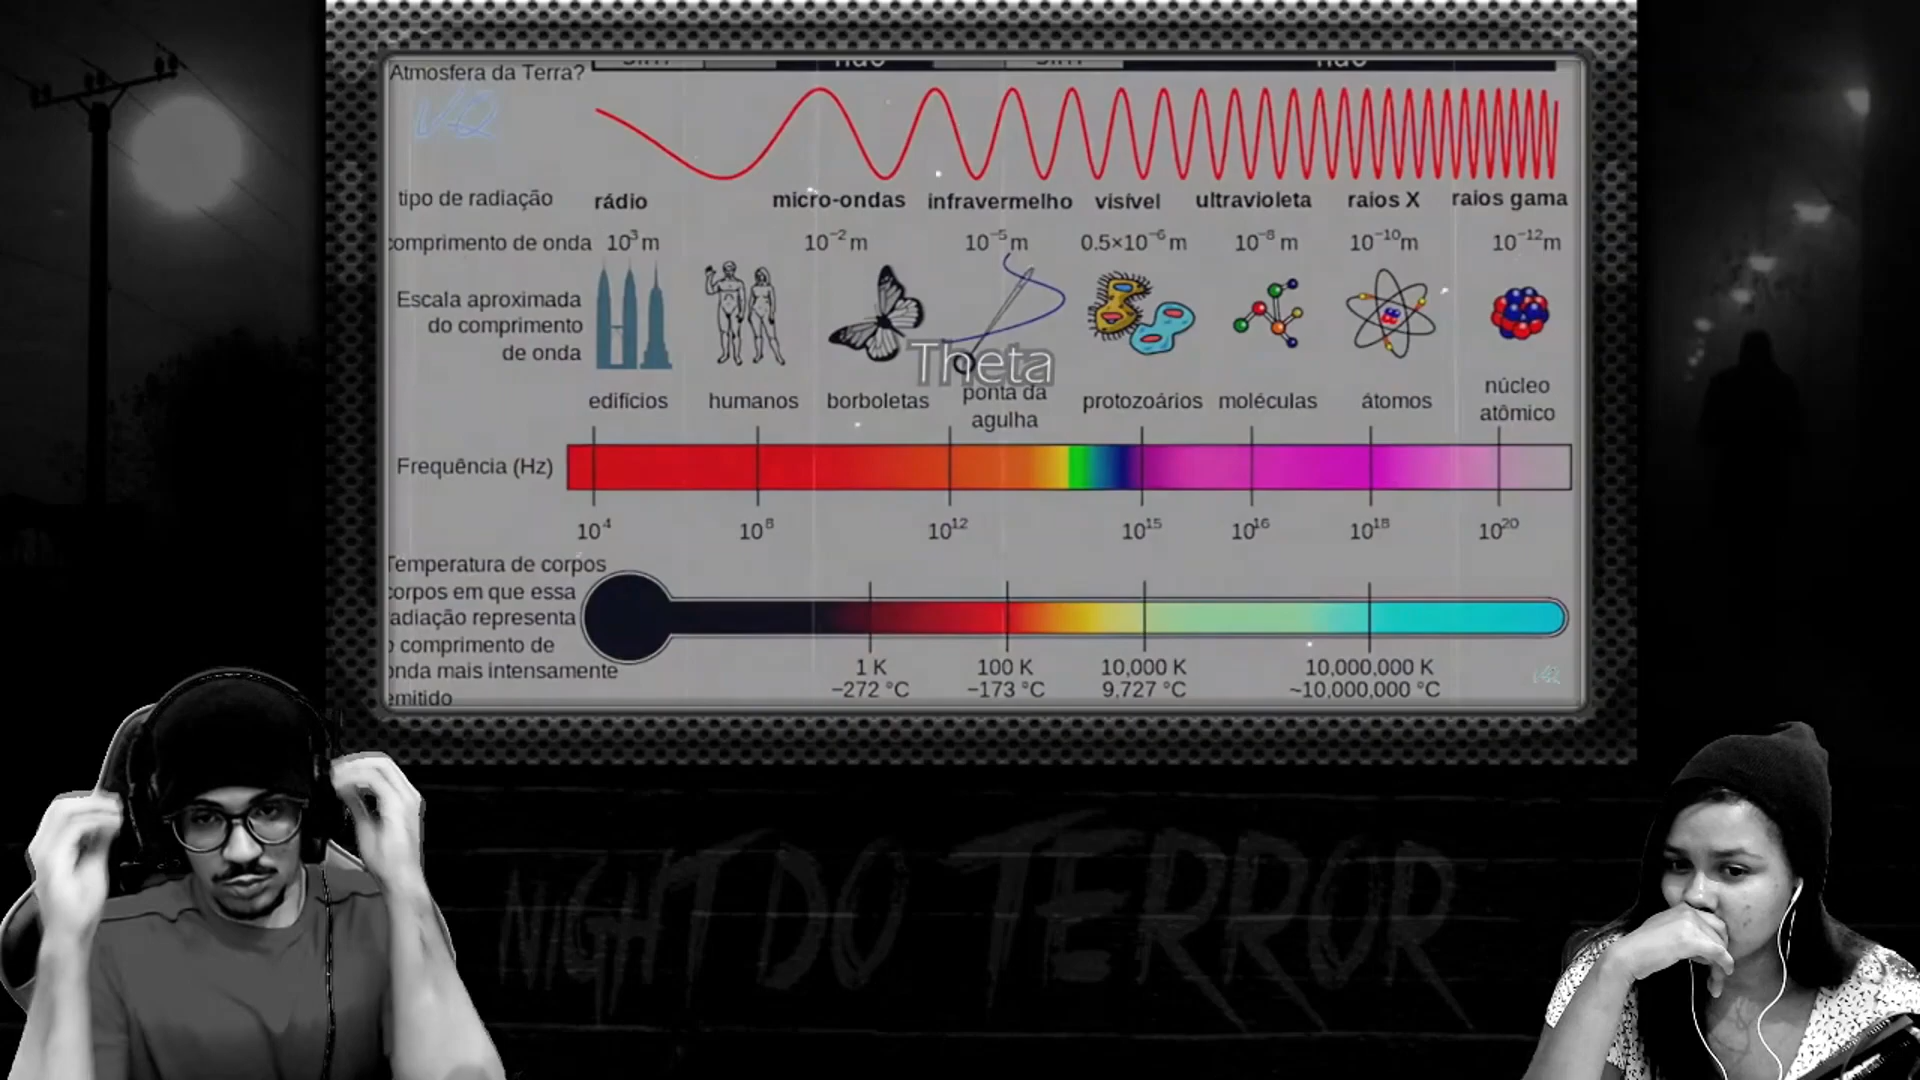 Atmosfera da Terra?
tipo de radiação
rádio
micro-ondas
infravermelho
visível
ultravioleta
raios X
raios gama
comprimento de onda
10³m
10⁻²m
10⁻⁵m
0.5×10⁻⁶m
10⁻⁸ m
10⁻¹⁰m
10⁻¹²m
Escala aproximada
do comprimento
de onda
Theta
edifícios
humanos
borboletas
ponta da
agulha
protozoários
moléculas
átomos
núcleo
atômico
Frequência (Hz)
10⁴
10⁸
10¹²
10¹⁵
10¹⁶
10¹⁸
10²⁰
Temperatura de corpos
corpos em que essa
adiação representa
o comprimento de
onda mais intensamente
emitido
1 K
−272 °C
100 K
−173 °C
10,000 K
9,727 °C
10,000,000 K
~10,000,000 °C
NIGHT DO TERROR